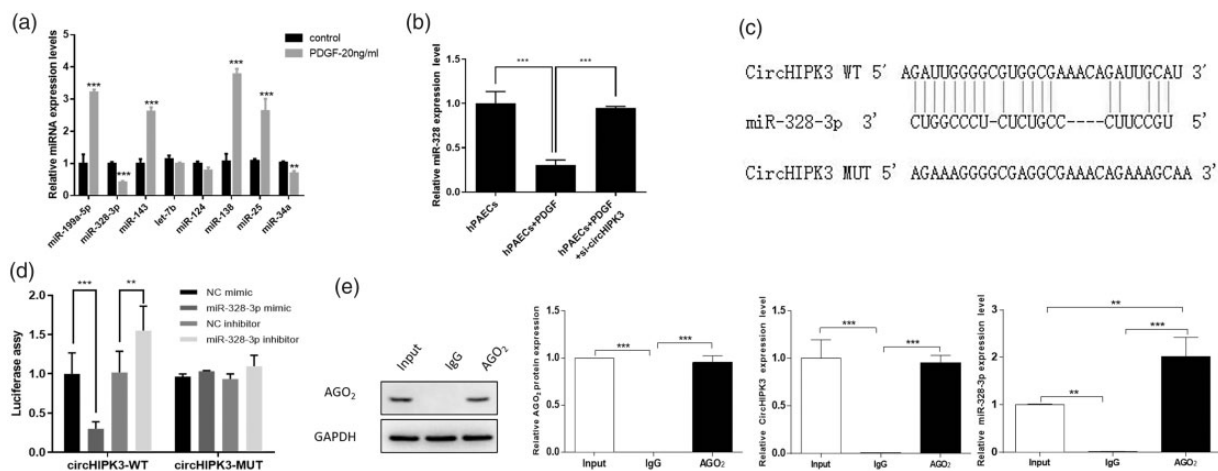 (a)
Relative miRNA expression levels
control
PDGF-20ng/ml
5
4
3
2
1
0
***
***
***
***
***
**
miR-199a-5p
miR-328-3p
miR-143
let-7b
miR-124
miR-138
miR-25
miR-34a
(b)
Relative miR-328 expression level
1.5
1.0
0.5
0.0
***
***
hPAECs
hPAECs+PDGF
hPAECs+PDGF
+si-circHIPK3
(c)
CircHIPK3 WT 5' AGAUUGGGGCGUGGCGAAACAGAUUGCAU 3'
miR-328-3p 3' CUGGCCCU-CUCUGCC----CUUCCGU 5'
CircHIPK3 MUT 5' AGAAAGGGGCGAGGCGAAACAGAAAGCAA 3'
(d)
Luciferase assy
2.0
1.5
1.0
0.5
0.0
***
**
NC mimic
miR-328-3p mimic
NC inhibitor
miR-328-3p inhibitor
circHIPK3-WT
circHIPK3-MUT
(e)
Input
IgG
AGO2
AGO2
GAPDH
Relative AGO2 protein expression
1.5
1.0
0.5
0.0
***
***
Input
IgG
AGO2
Relative CircHIPK3 expression level
1.5
1.0
0.5
0.0
***
***
Input
IgG
AGO2
Relative miR-328-3p expression level
3
2
1
0
**
***
**
Input
IgG
AGO2